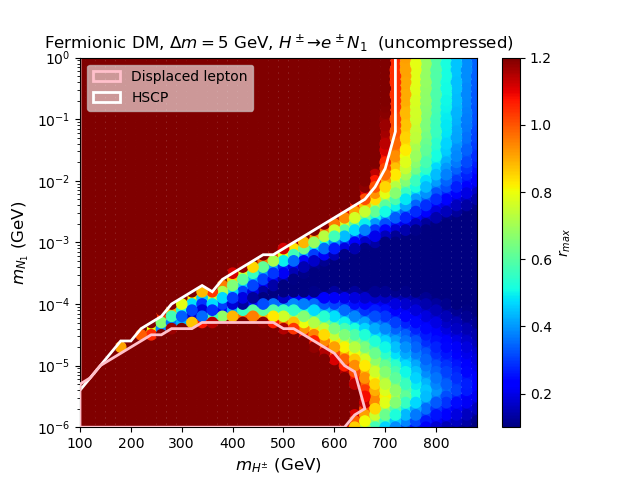 Fermionic DM, Δm = 5 GeV, H^± → e^± N_1 (uncompressed)
Displaced lepton
HSCP
10^0
10^−1
10^−2
10^−3
10^−4
10^−5
10^−6
m_{N_1} (GeV)
100 200 300 400 500 600 700 800
m_{H^±} (GeV)
1.2
1.0
0.8
0.6
0.4
0.2
r_{max}